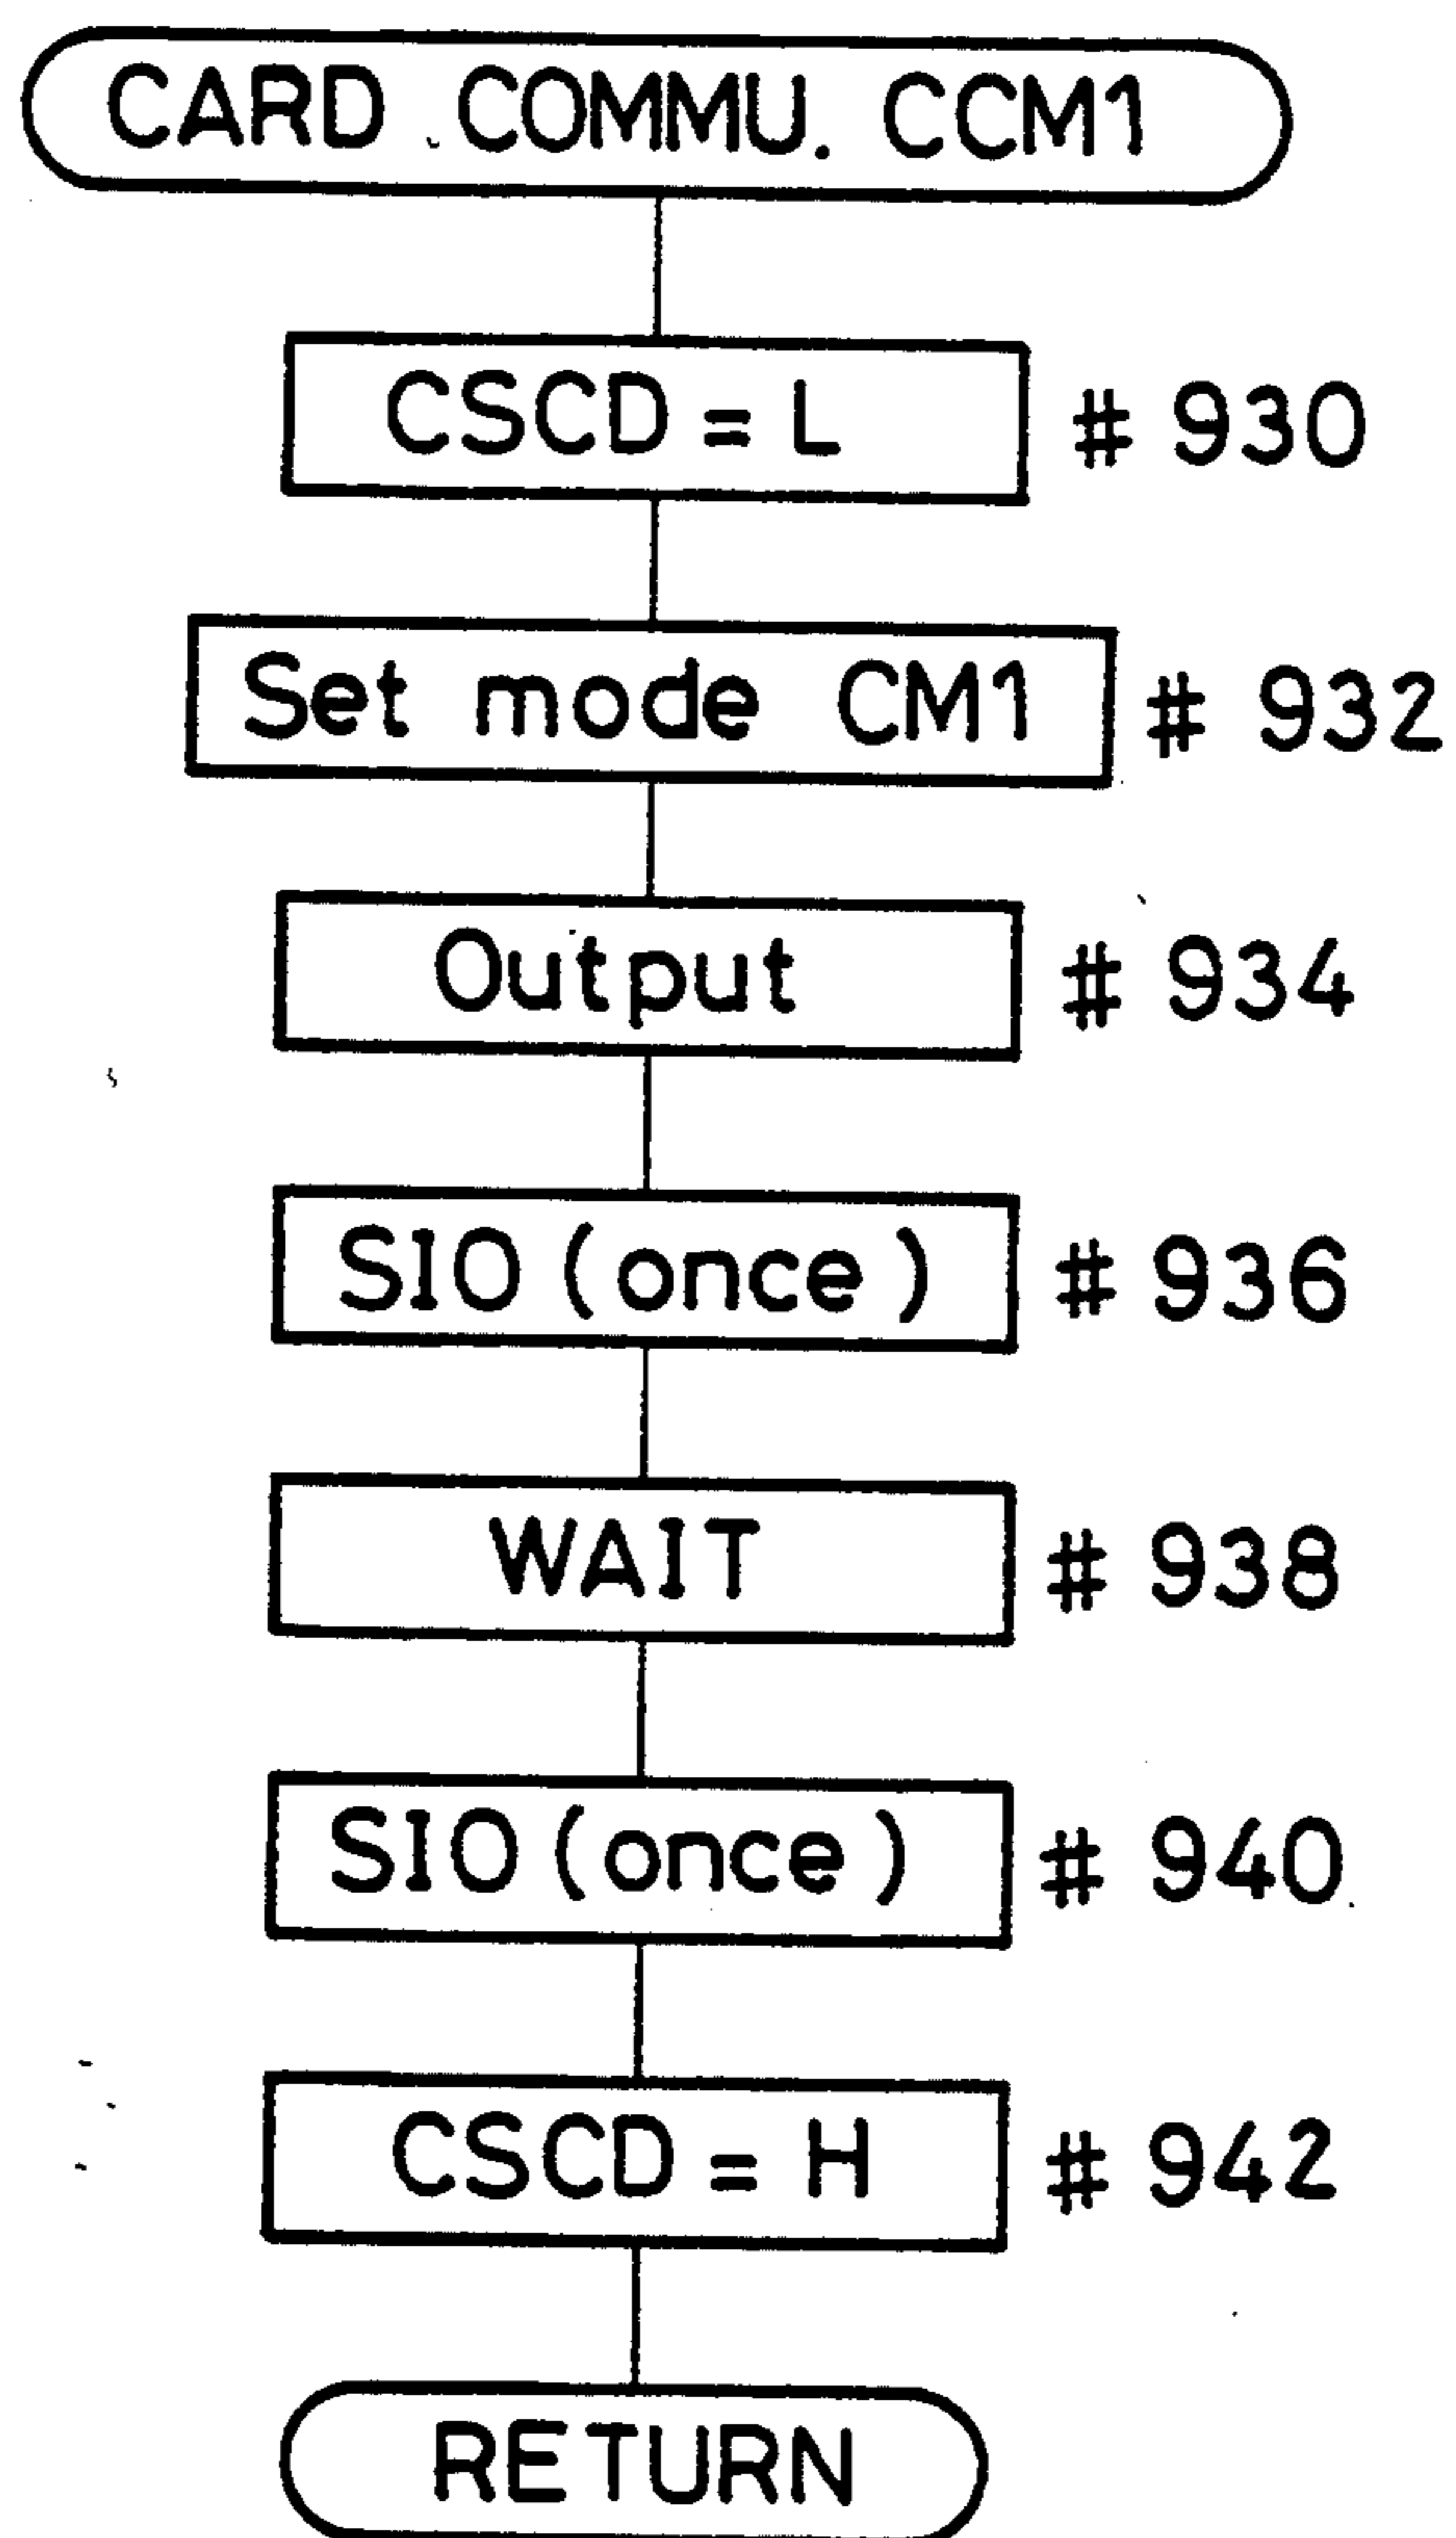 CARD COMMU. CCM1
CSCD = L # 930
Set mode CM1 # 932
Output # 934
SIO (once) # 936
WAIT # 938
SIO (once) # 940
CSCD = H # 942
RETURN